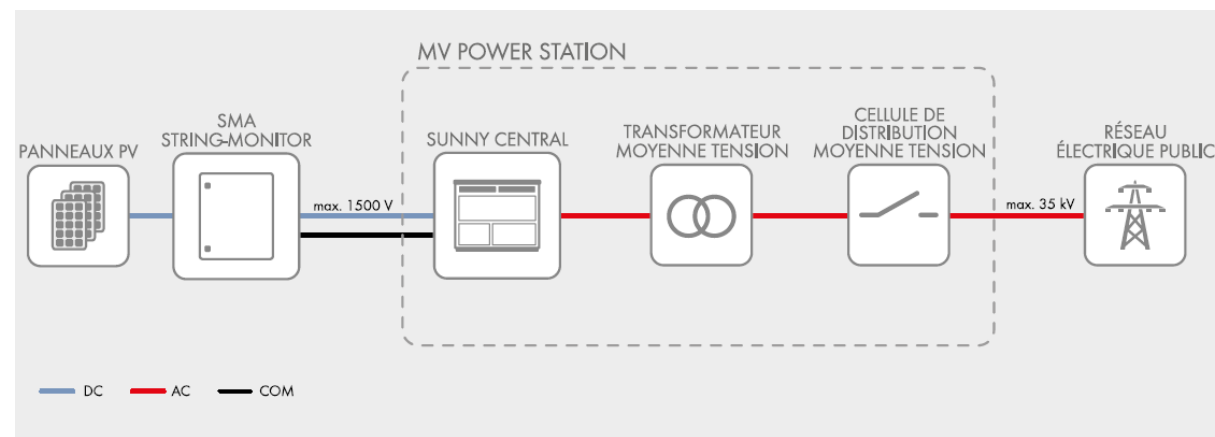 MV POWER STATION
PANNEAUX PV
SMA
STRING-MONITOR
max. 1500 V
SUNNY CENTRAL
TRANSFORMATEUR
MOYENNE TENSION
CELLULE DE
DISTRIBUTION
MOYENNE TENSION
max. 35 kV
RÉSEAU
ÉLECTRIQUE PUBLIC
DC
AC
COM